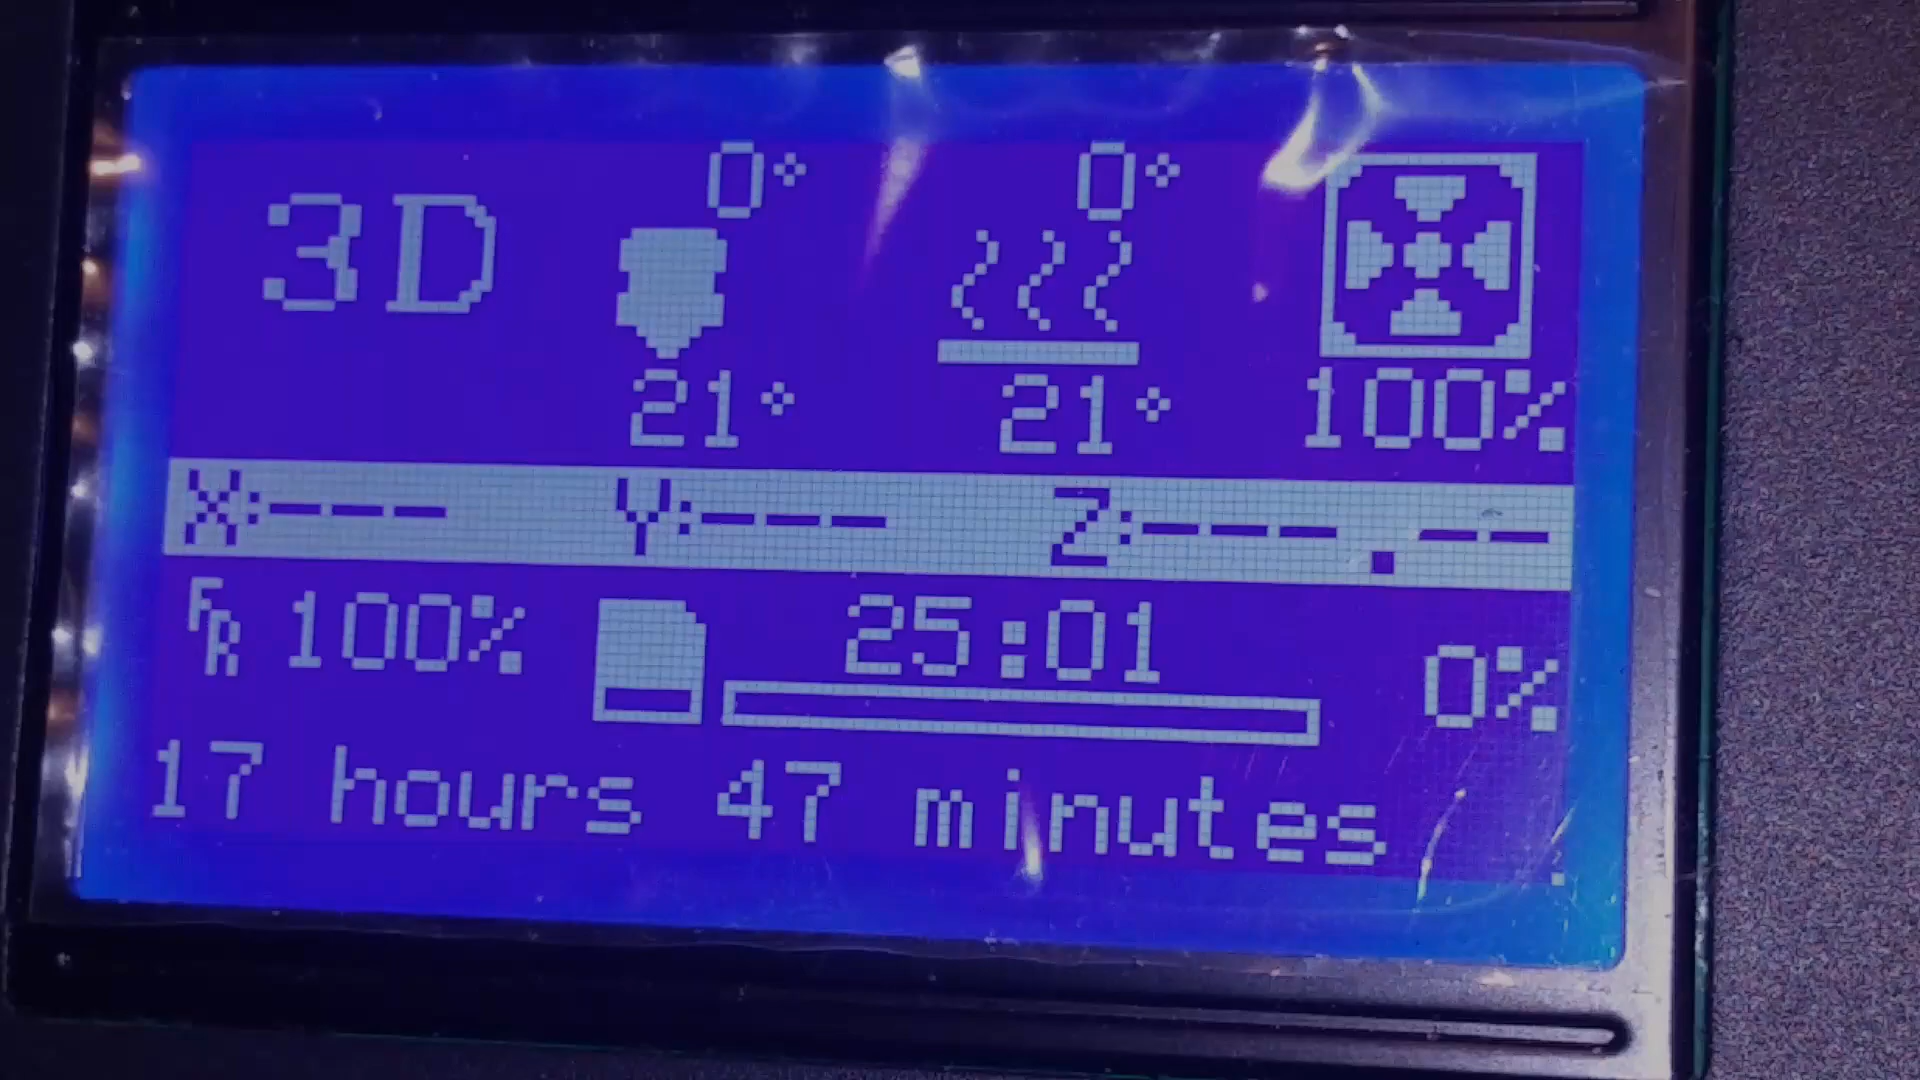 0° 0°
3D
21° 21° 100%
X:--- Y:--- Z:---.--
FR 100% 25:01 0%
17 hours 47 minutes